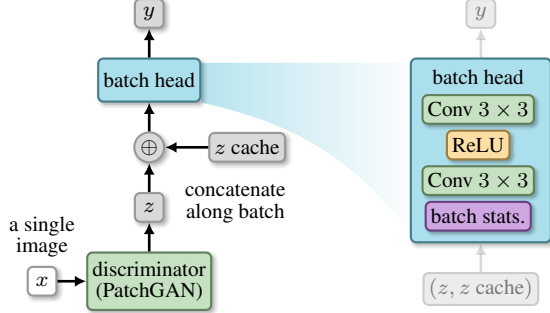 y
batch head
⊕
z cache
z
concatenate
along batch
a single
image
x
discriminator
(PatchGAN)
y
batch head
Conv 3 × 3
ReLU
Conv 3 × 3
batch stats.
(z, z cache)